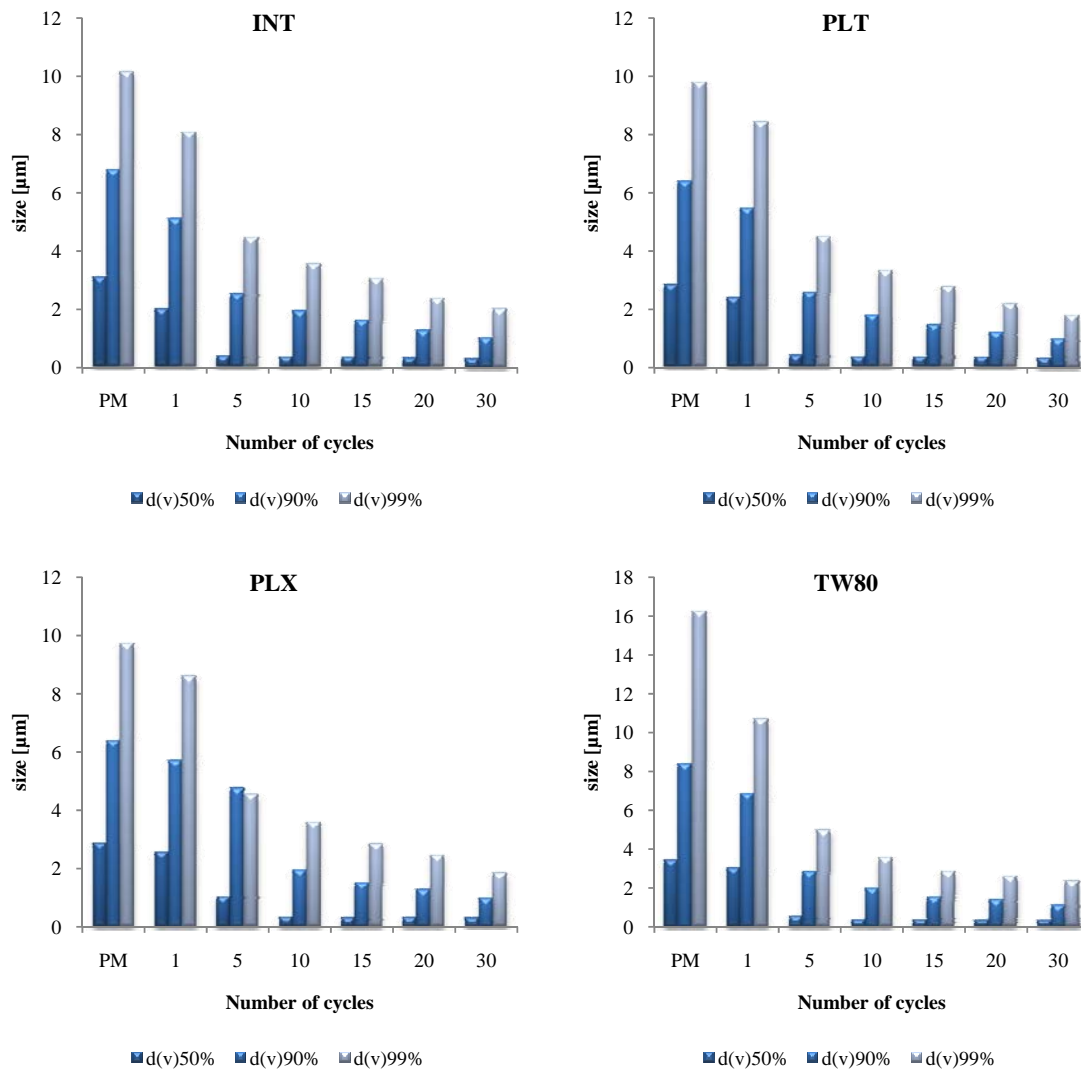 INT
size [µm]
12
10
8
6
4
2
0
PM 1 5 10 15 20 30
Number of cycles
d(v)50% d(v)90% d(v)99%
PLT
size [µm]
12
10
8
6
4
2
0
PM 1 5 10 15 20 30
Number of cycles
d(v)50% d(v)90% d(v)99%
PLX
size [µm]
12
10
8
6
4
2
0
PM 1 5 10 15 20 30
Number of cycles
d(v)50% d(v)90% d(v)99%
TW80
size [µm]
18
16
14
12
10
8
6
4
2
0
PM 1 5 10 15 20 30
Number of cycles
d(v)50% d(v)90% d(v)99%